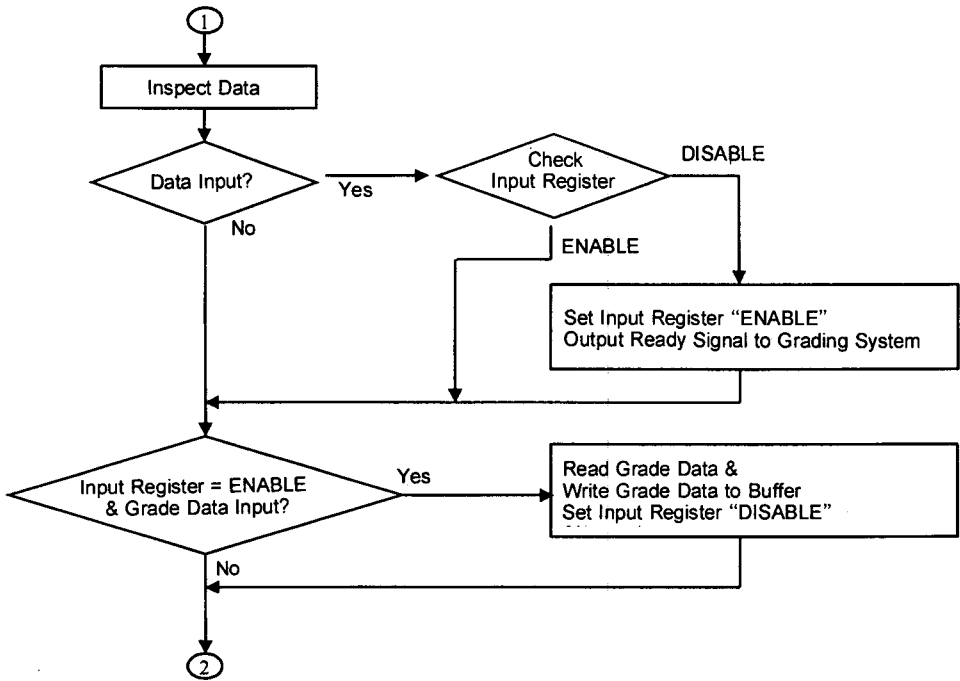 1
Inspect Data
Data Input?
Yes
No
Check
Input Register
DISABLE
ENABLE
Set Input Register “ENABLE”
Output Ready Signal to Grading System
Input Register = ENABLE
& Grade Data Input?
Yes
No
Read Grade Data &
Write Grade Data to Buffer
Set Input Register “DISABLE”
2